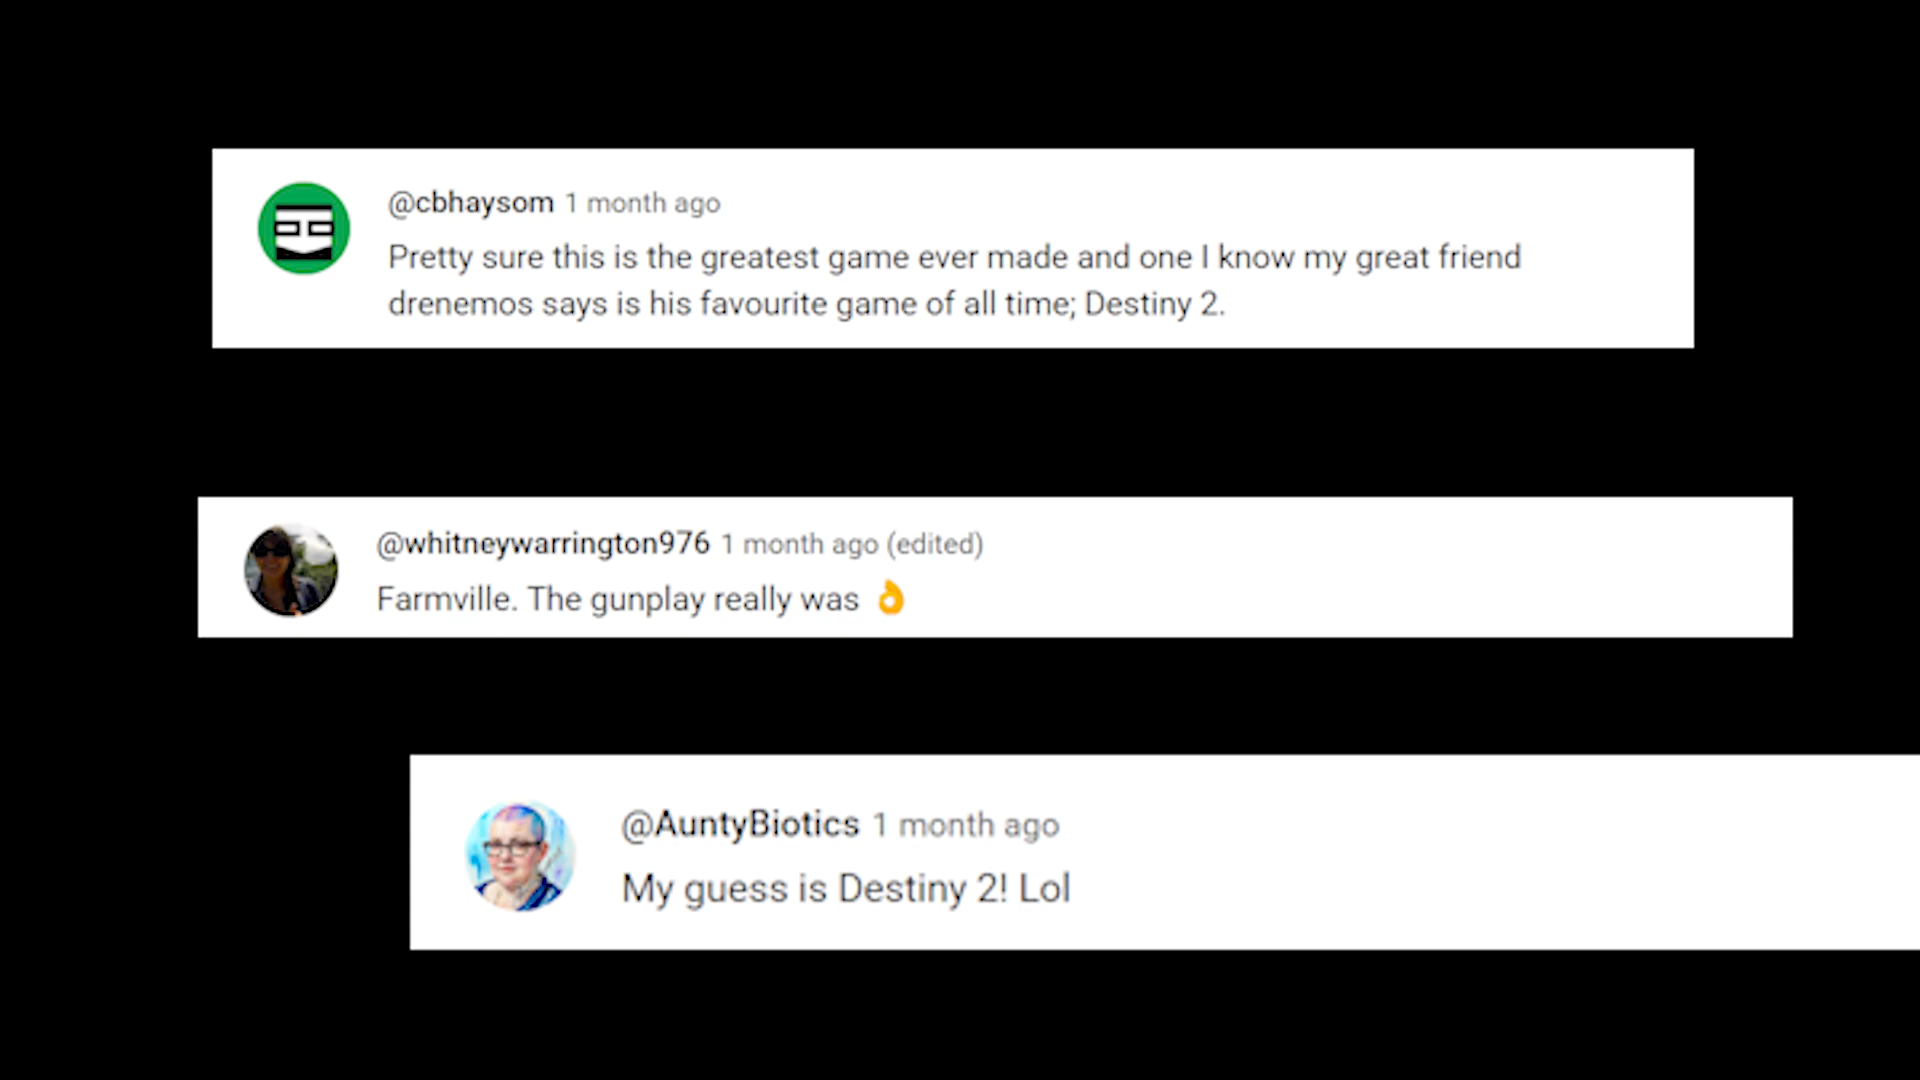 @cbhaysom 1 month ago
Pretty sure this is the greatest game ever made and one I know my great friend
drenemos says is his favourite game of all time; Destiny 2.
@whitneywarrington976 1 month ago (edited)
Farmville. The gunplay really was 👌
@AuntyBiotics 1 month ago
My guess is Destiny 2! Lol